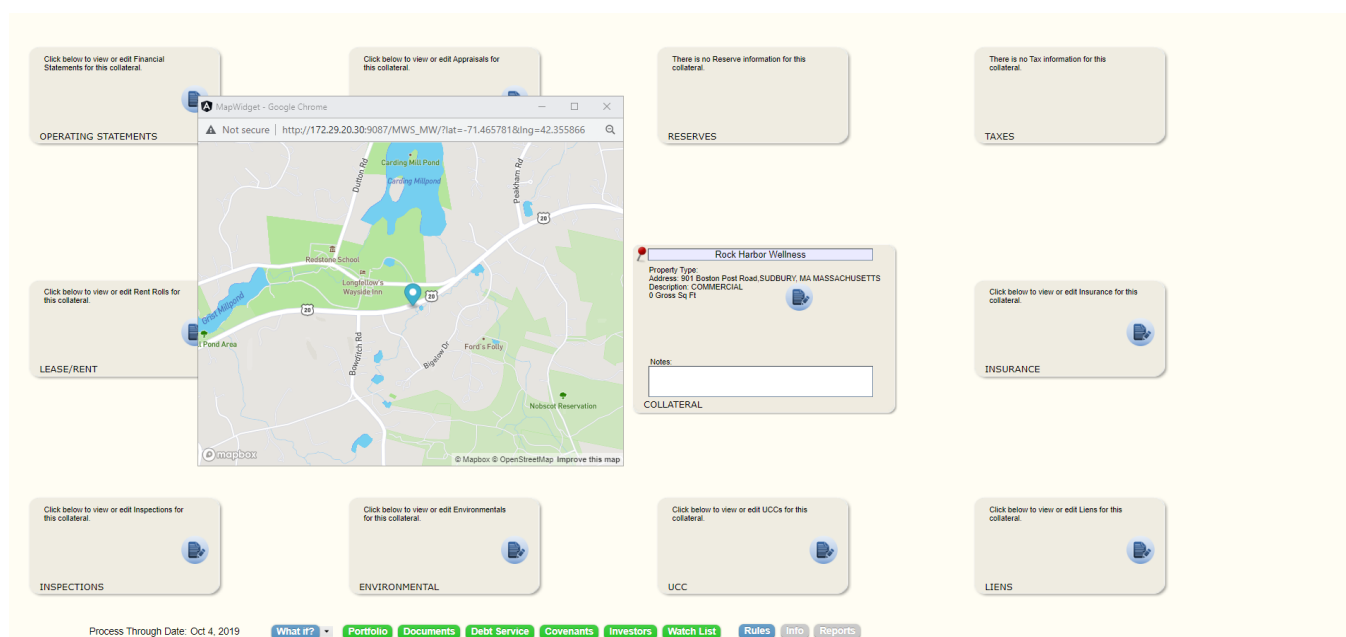 Click below to view or edit Financial
Statements for this collateral.
OPERATING STATEMENTS
Click below to view or edit Appraisals for
this collateral.
There is no Reserve information for this
collateral.
RESERVES
There is no Tax information for this
collateral.
TAXES
MapWidget - Google Chrome
Not secure | http://172.29.20.30:9087/MWS_MW/?lat=-71.465781&lng=42.355866
Carding Mill Pond
Carding Millpond
Dutton Rd
Peakham Rd
20
Redstone School
Longfellow's
Wayside Inn
20
20
Grist Millpond
l Pond Area
Bowditch Rd
Bigelow Dr
Ford's Folly
Nobscot Reservation
mapbox
© Mapbox © OpenStreetMap Improve this map
Click below to view or edit Rent Rolls for
this collateral.
LEASE/RENT
Rock Harbor Wellness
Property Type:
Address: 901 Boston Post Road,SUDBURY, MA MASSACHUSETTS
Description: COMMERCIAL
0 Gross Sq Ft
Notes:
COLLATERAL
Click below to view or edit Insurance for this
collateral.
INSURANCE
Click below to view or edit Inspections for
this collateral.
INSPECTIONS
Click below to view or edit Environmentals
for this collateral.
ENVIRONMENTAL
Click below to view or edit UCCs for this
collateral.
UCC
Click below to view or edit Liens for this
collateral.
LIENS
Process Through Date: Oct 4, 2019
What if?
Portfolio
Documents
Debt Service
Covenants
Investors
Watch List
Rules
Info
Reports